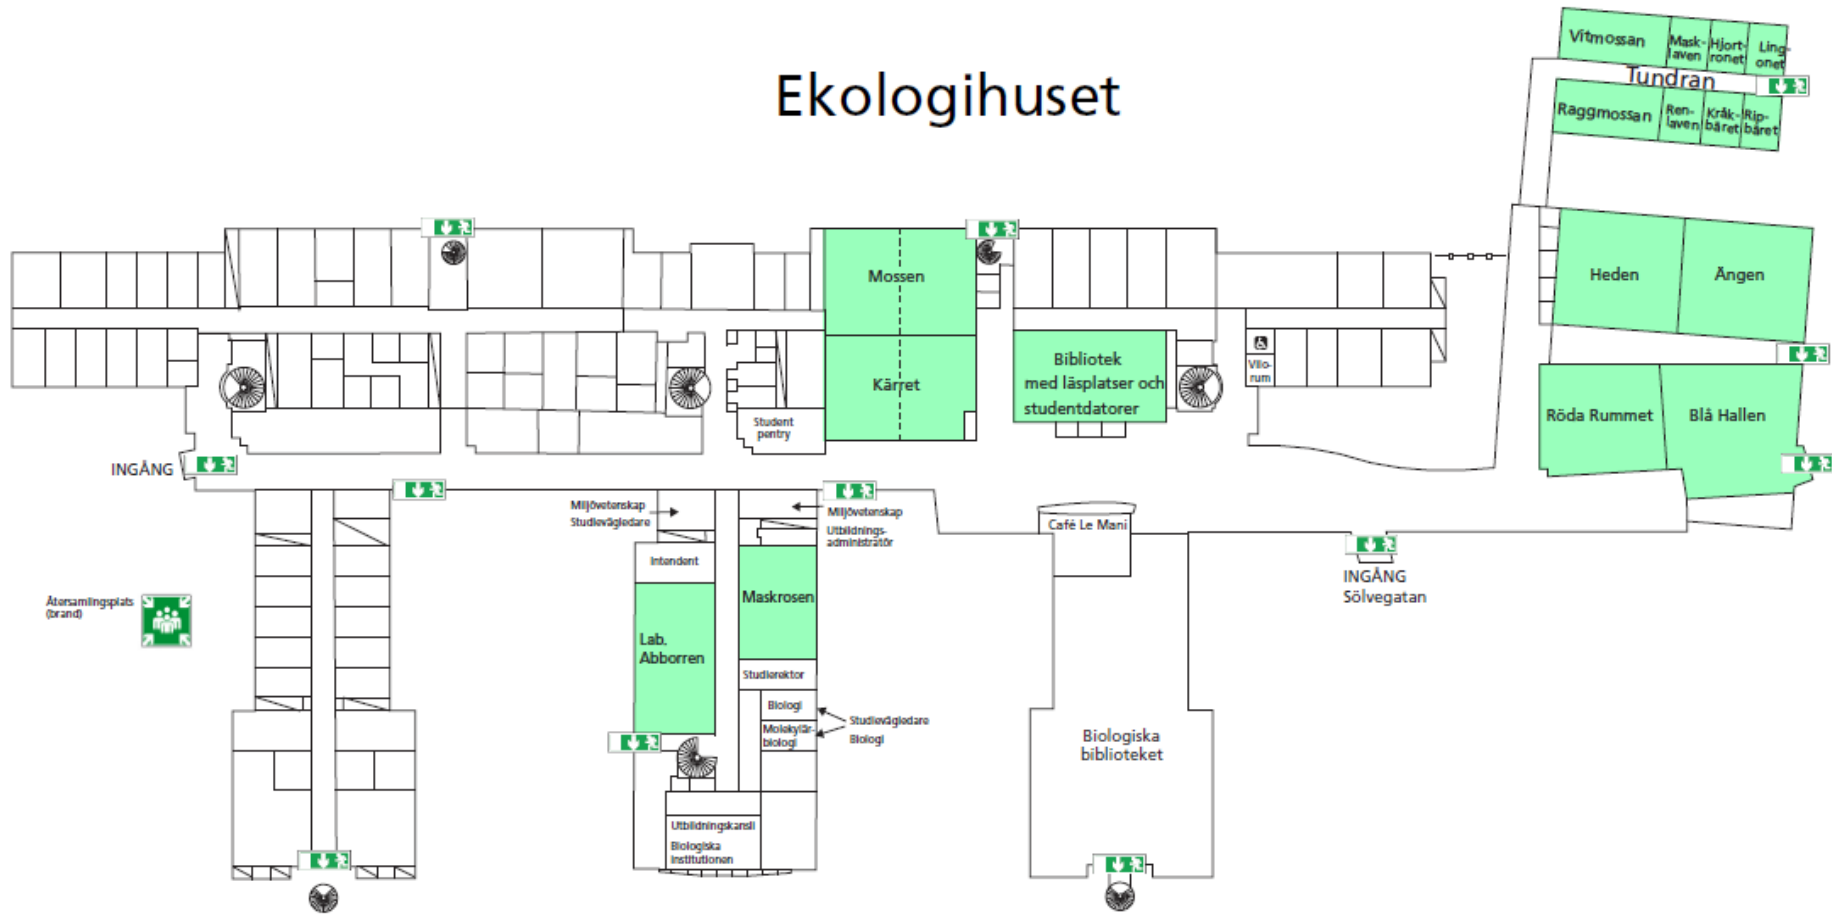 Ekologihuset
Vitmossan
Mask-
laven
Hjort-
ronet
Ling-
onet
Tundran
Raggmossan
Ren-
laven
Kråk-
bäret
Rip-
bäret
Mossen
Heden
Ängen
Kärret
Bibliotek
med läsplatser och
studentdatorer
Vilo-
rum
Röda Rummet
Blå Hallen
Student
pentry
INGÅNG
Miljövetenskap
Studievägledare
Miljövetenskap
Utbildnings-
administratör
Café Le Mani
Intendent
INGÅNG
Sölvegatan
Återsamlingsplats
(brand)
Maskrosen
Lab.
Abborren
Studierektor
Biologi
Molekylär-
biologi
Studievägledare
Biologi
Biologiska
biblioteket
Utbildningskansli
Biologiska
Institutionen